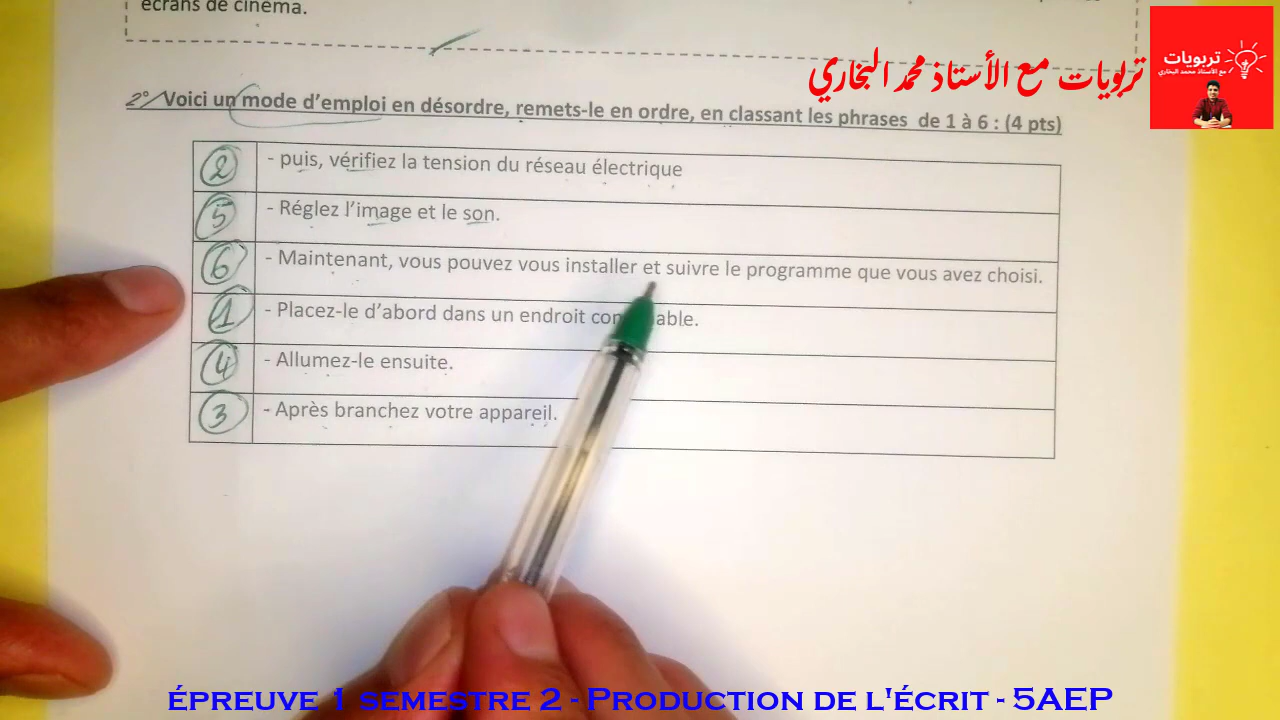 écrans de cinéma.
تربويات مع الأستاذ محمد البخاري
تربويات
مع الأستاذ محمد البخاري
2°/ Voici un mode d'emploi en désordre, remets-le en ordre, en classant les phrases de 1 à 6 : (4 pts)
2 - puis, vérifiez la tension du réseau électrique
5 - Réglez l'image et le son.
6 - Maintenant, vous pouvez vous installer et suivre le programme que vous avez choisi.
1 - Placez-le d'abord dans un endroit
4 - Allumez-le ensuite.
3 - Après branchez votre appareil.
épreuve 1 semestre 2 - Production de l'écrit - 5AEP